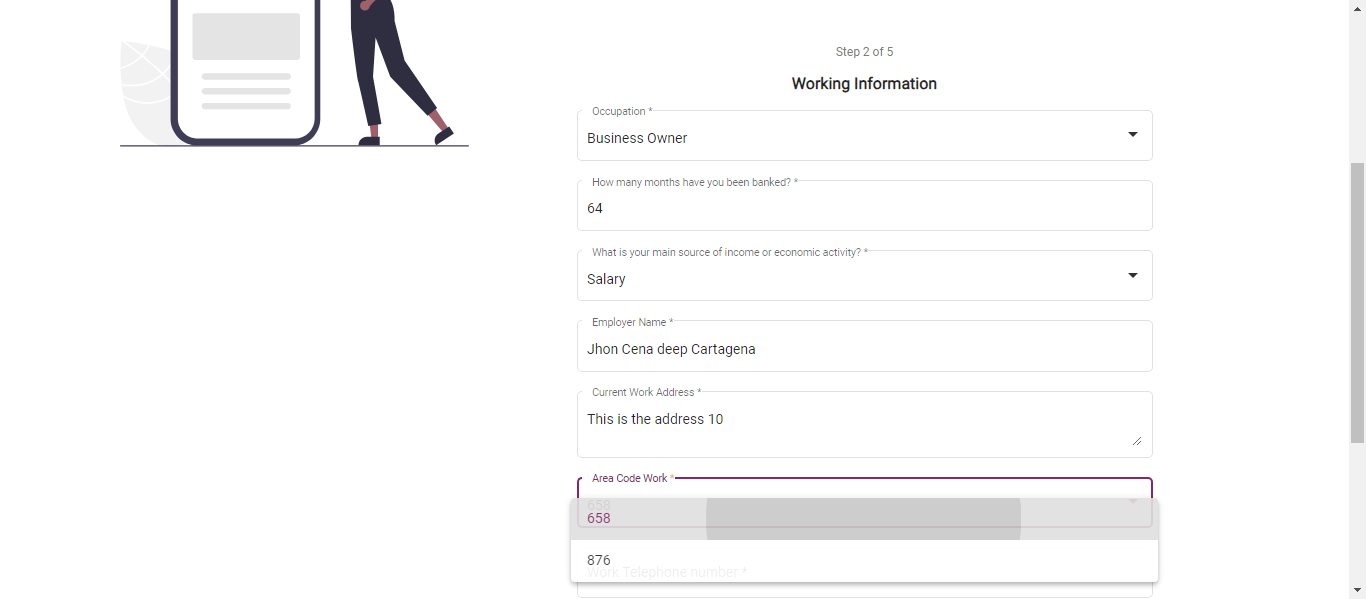 Step 2 of 5
Working Information
Occupation *
Business Owner
How many months have you been banked? *
64
What is your main source of income or economic activity? *
Salary
Employer Name *
Jhon Cena deep Cartagena
Current Work Address *
This is the address 10
Area Code Work *
658
658
876
Work Telephone number *